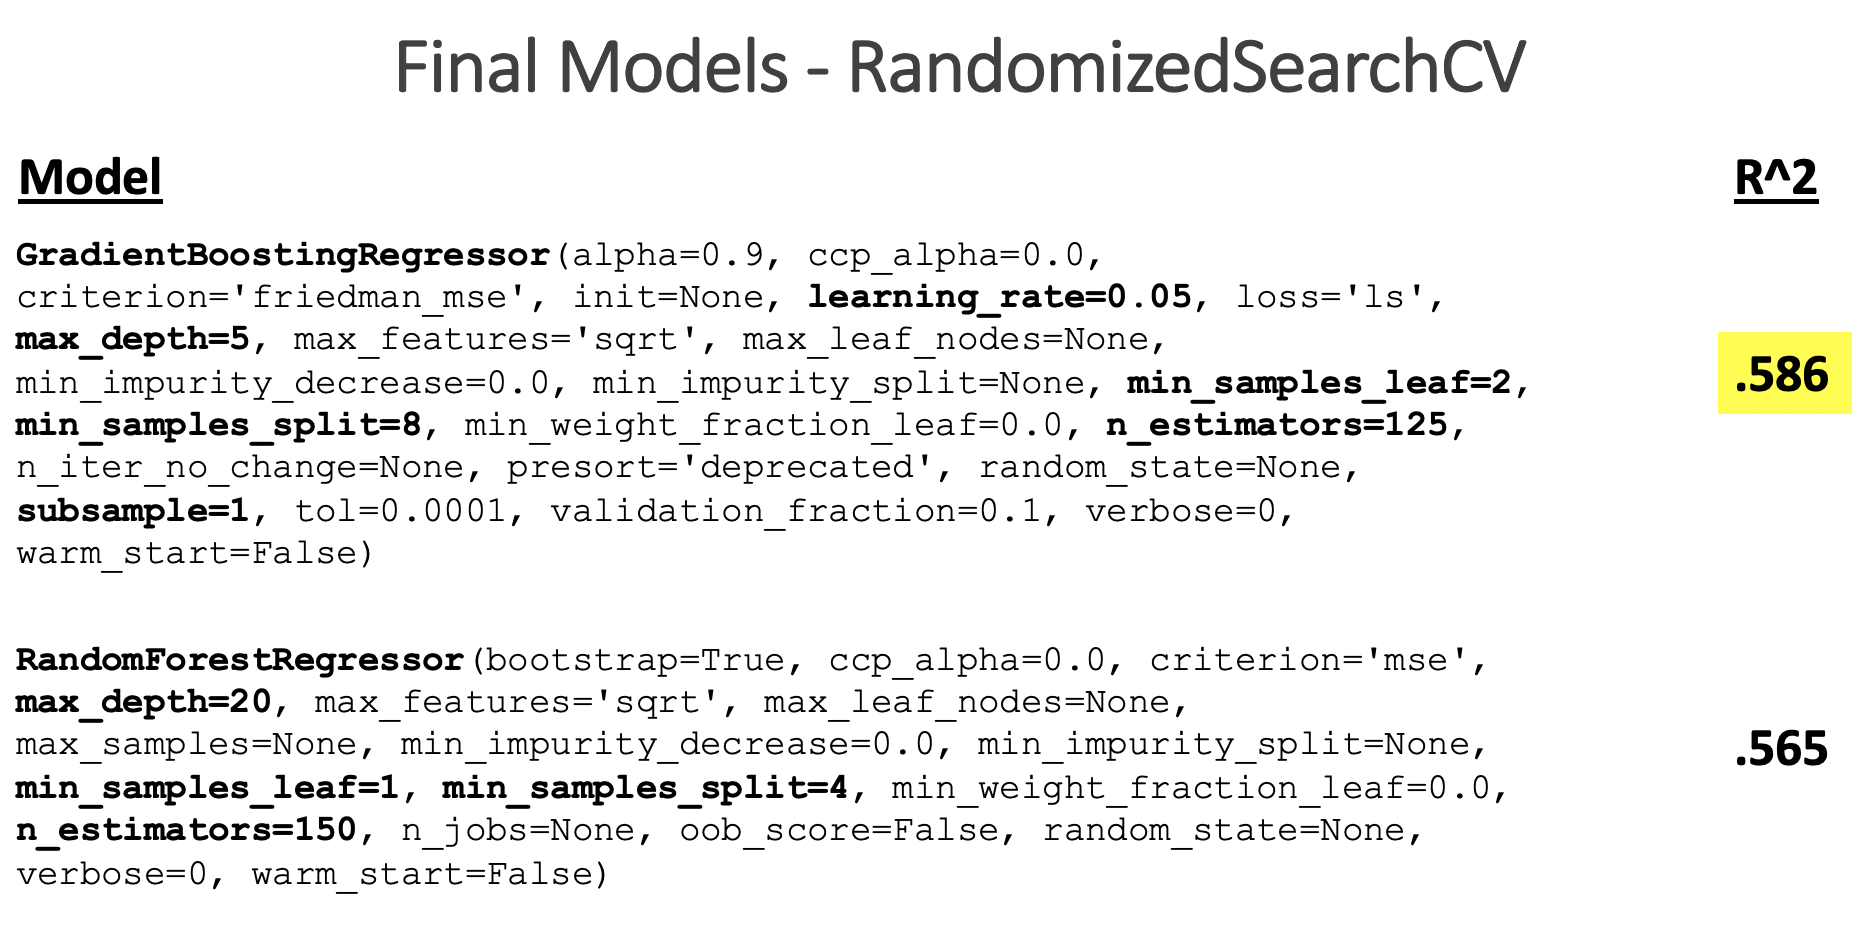 Final Models - RandomizedSearchCV
Model
R^2
GradientBoostingRegressor(alpha=0.9, ccp_alpha=0.0,
criterion='friedman_mse', init=None, learning_rate=0.05, loss='ls',
max_depth=5, max_features='sqrt', max_leaf_nodes=None,
min_impurity_decrease=0.0, min_impurity_split=None, min_samples_leaf=2,
min_samples_split=8, min_weight_fraction_leaf=0.0, n_estimators=125,
n_iter_no_change=None, presort='deprecated', random_state=None,
subsample=1, tol=0.0001, validation_fraction=0.1, verbose=0,
warm_start=False)
.586
RandomForestRegressor(bootstrap=True, ccp_alpha=0.0, criterion='mse',
max_depth=20, max_features='sqrt', max_leaf_nodes=None,
max_samples=None, min_impurity_decrease=0.0, min_impurity_split=None,
min_samples_leaf=1, min_samples_split=4, min_weight_fraction_leaf=0.0,
n_estimators=150, n_jobs=None, oob_score=False, random_state=None,
verbose=0, warm_start=False)
.565